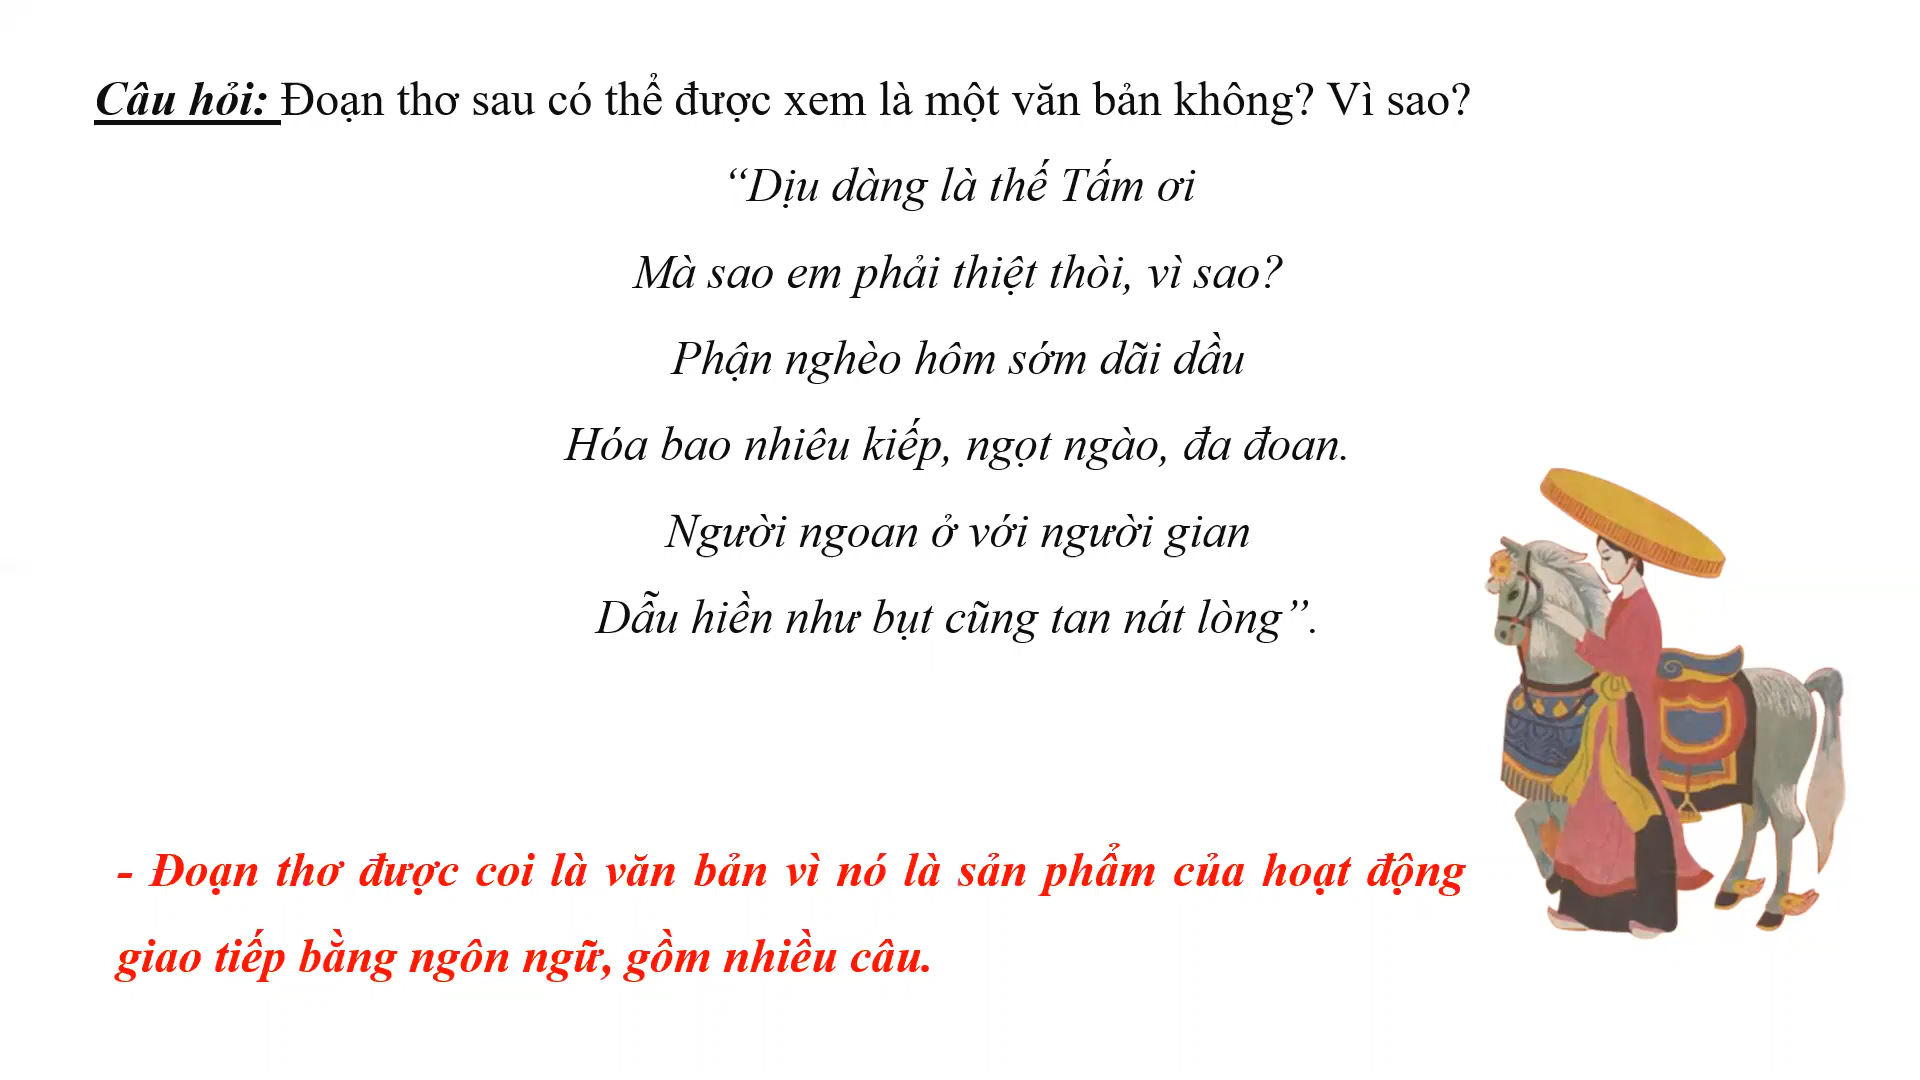 Câu hỏi: Đoạn thơ sau có thể được xem là một văn bản không? Vì sao?
“Dịu dàng là thế Tấm ơi
Mà sao em phải thiệt thòi, vì sao?
Phận nghèo hôm sớm dãi dầu
Hóa bao nhiêu kiếp, ngọt ngào, đa đoan.
Người ngoan ở với người gian
Dẫu hiền như bụt cũng tan nát lòng”.
- Đoạn thơ được coi là văn bản vì nó là sản phẩm của hoạt động
giao tiếp bằng ngôn ngữ, gồm nhiều câu.